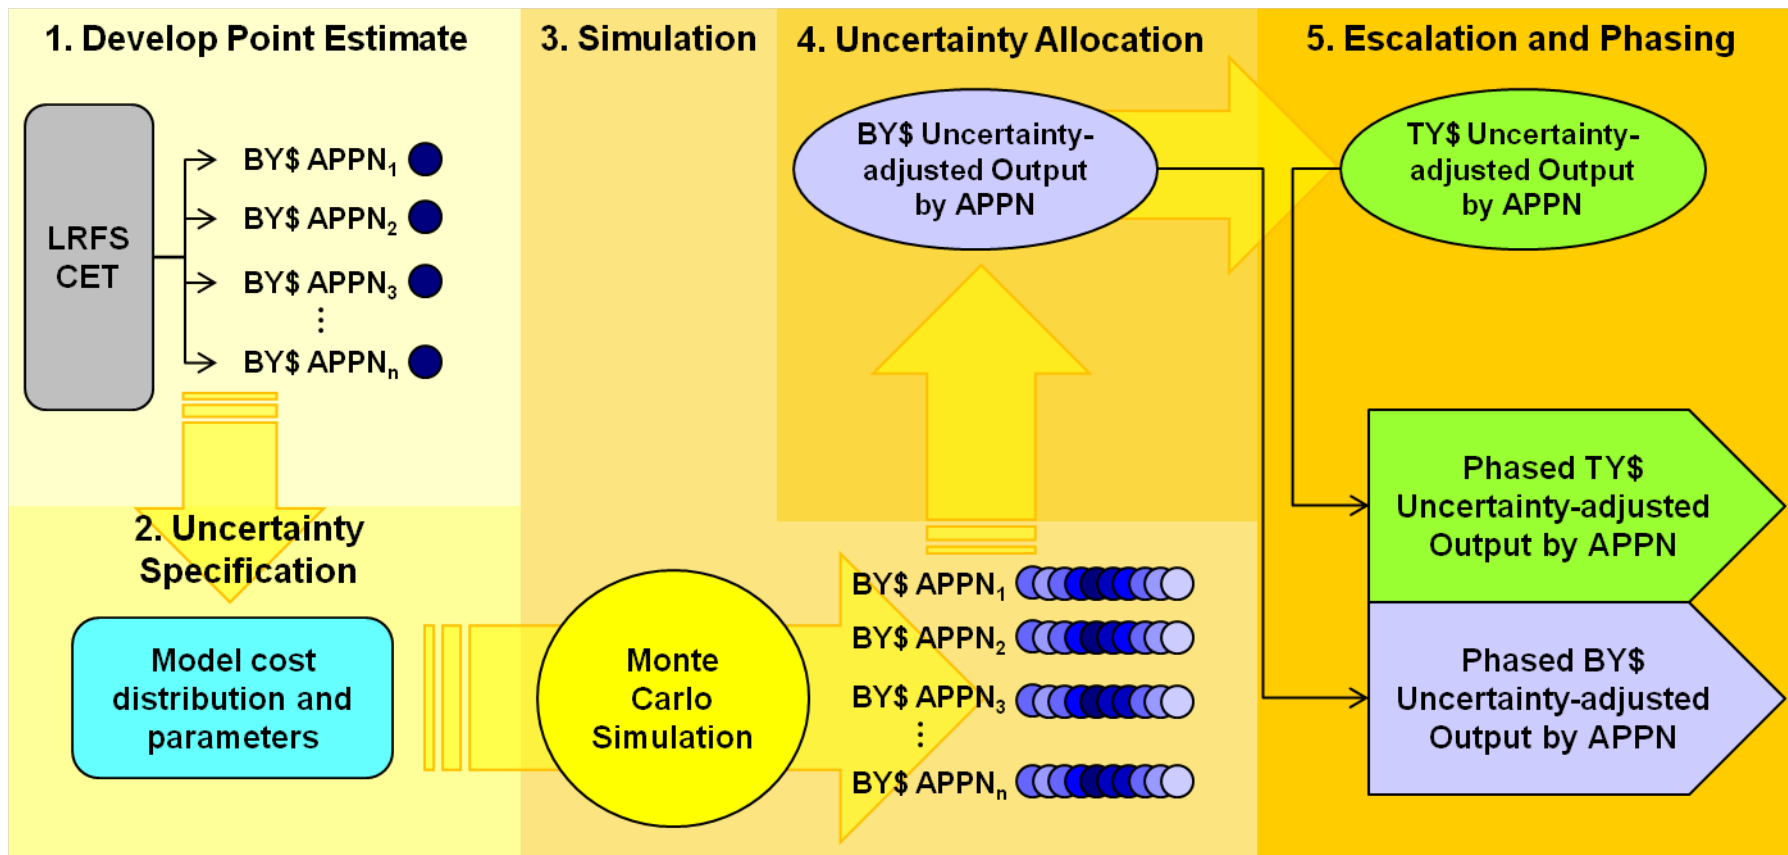 1. Develop Point Estimate
LRFS
CET
BY$ APPN1
BY$ APPN2
BY$ APPN3
⋮
BY$ APPNn
2. Uncertainty
Specification
Model cost
distribution and
parameters
3. Simulation
Monte
Carlo
Simulation
BY$ APPN1
BY$ APPN2
BY$ APPN3
⋮
BY$ APPNn
4. Uncertainty Allocation
BY$ Uncertainty-
adjusted Output
by APPN
5. Escalation and Phasing
TY$ Uncertainty-
adjusted Output
by APPN
Phased TY$
Uncertainty-adjusted
Output by APPN
Phased BY$
Uncertainty-adjusted
Output by APPN